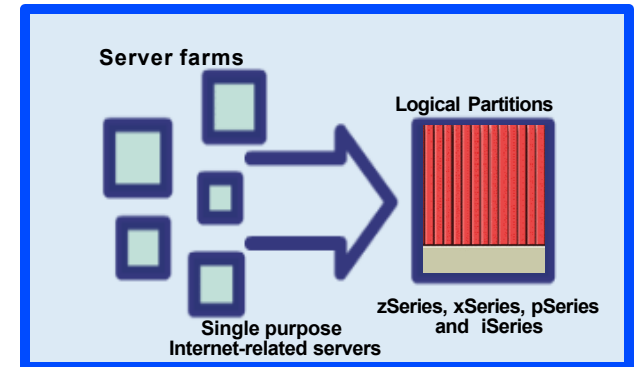 Server farms
Logical Partitions
zSeries, xSeries, pSeries
and iSeries
Single purpose
Internet-related servers